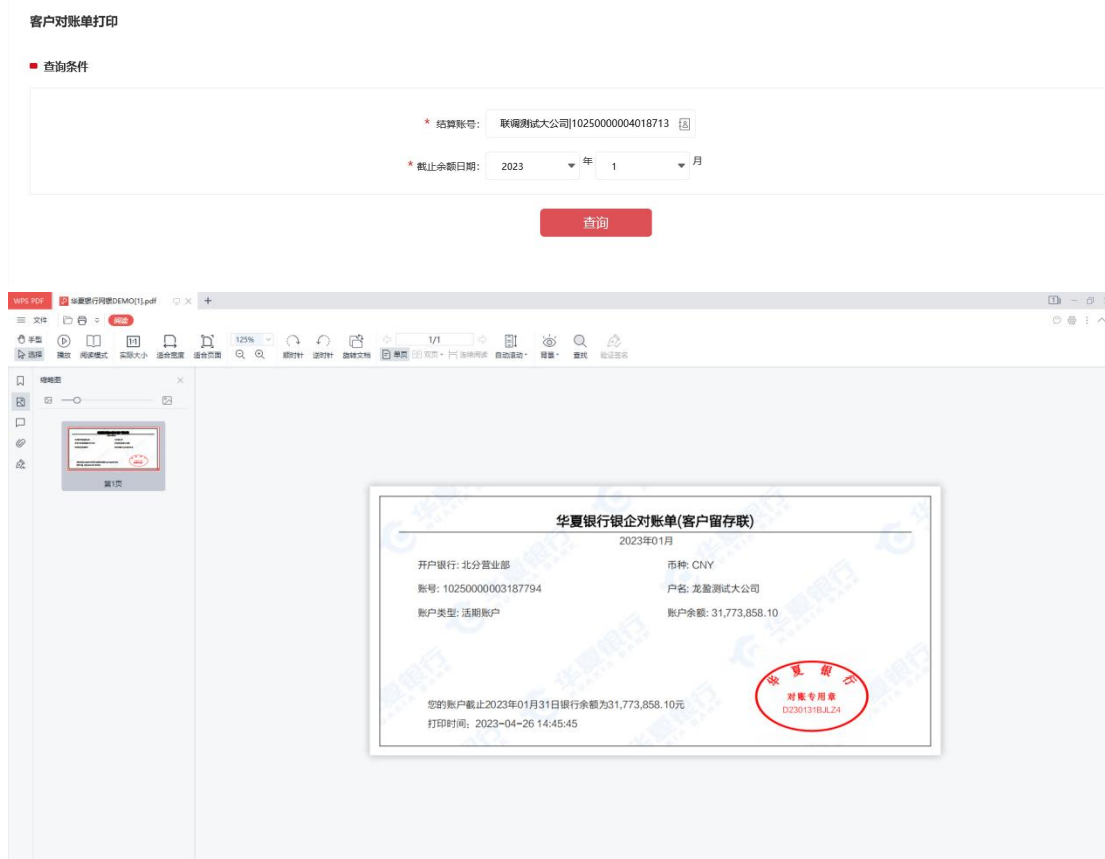 客户对账单打印
查询条件
* 结算账号： 联调测试大公司|10250000004018713
* 截止余额日期： 2023 年 1 月
查询
WPS PDF 华夏银行网银DEMO[1].pdf
文件 阅读
手型 选择 播放 阅读模式 实际大小 适合宽度 适合页面 125% 顺时针 逆时针 旋转文档 1/1 单页 双页 连续阅读 自动滚动 背景 查找 验证签名
缩略图
第1页
华夏银行银企对账单(客户留存联)
2023年01月
开户银行: 北分营业部 币种: CNY
账号: 10250000003187794 户名: 龙盈测试大公司
账户类型: 活期账户 账户余额: 31,773,858.10
华夏银行
对账专用章
D230131BJLZ4
您的账户截止2023年01月31日银行余额为31,773,858.10元
打印时间：2023-04-26 14:45:45